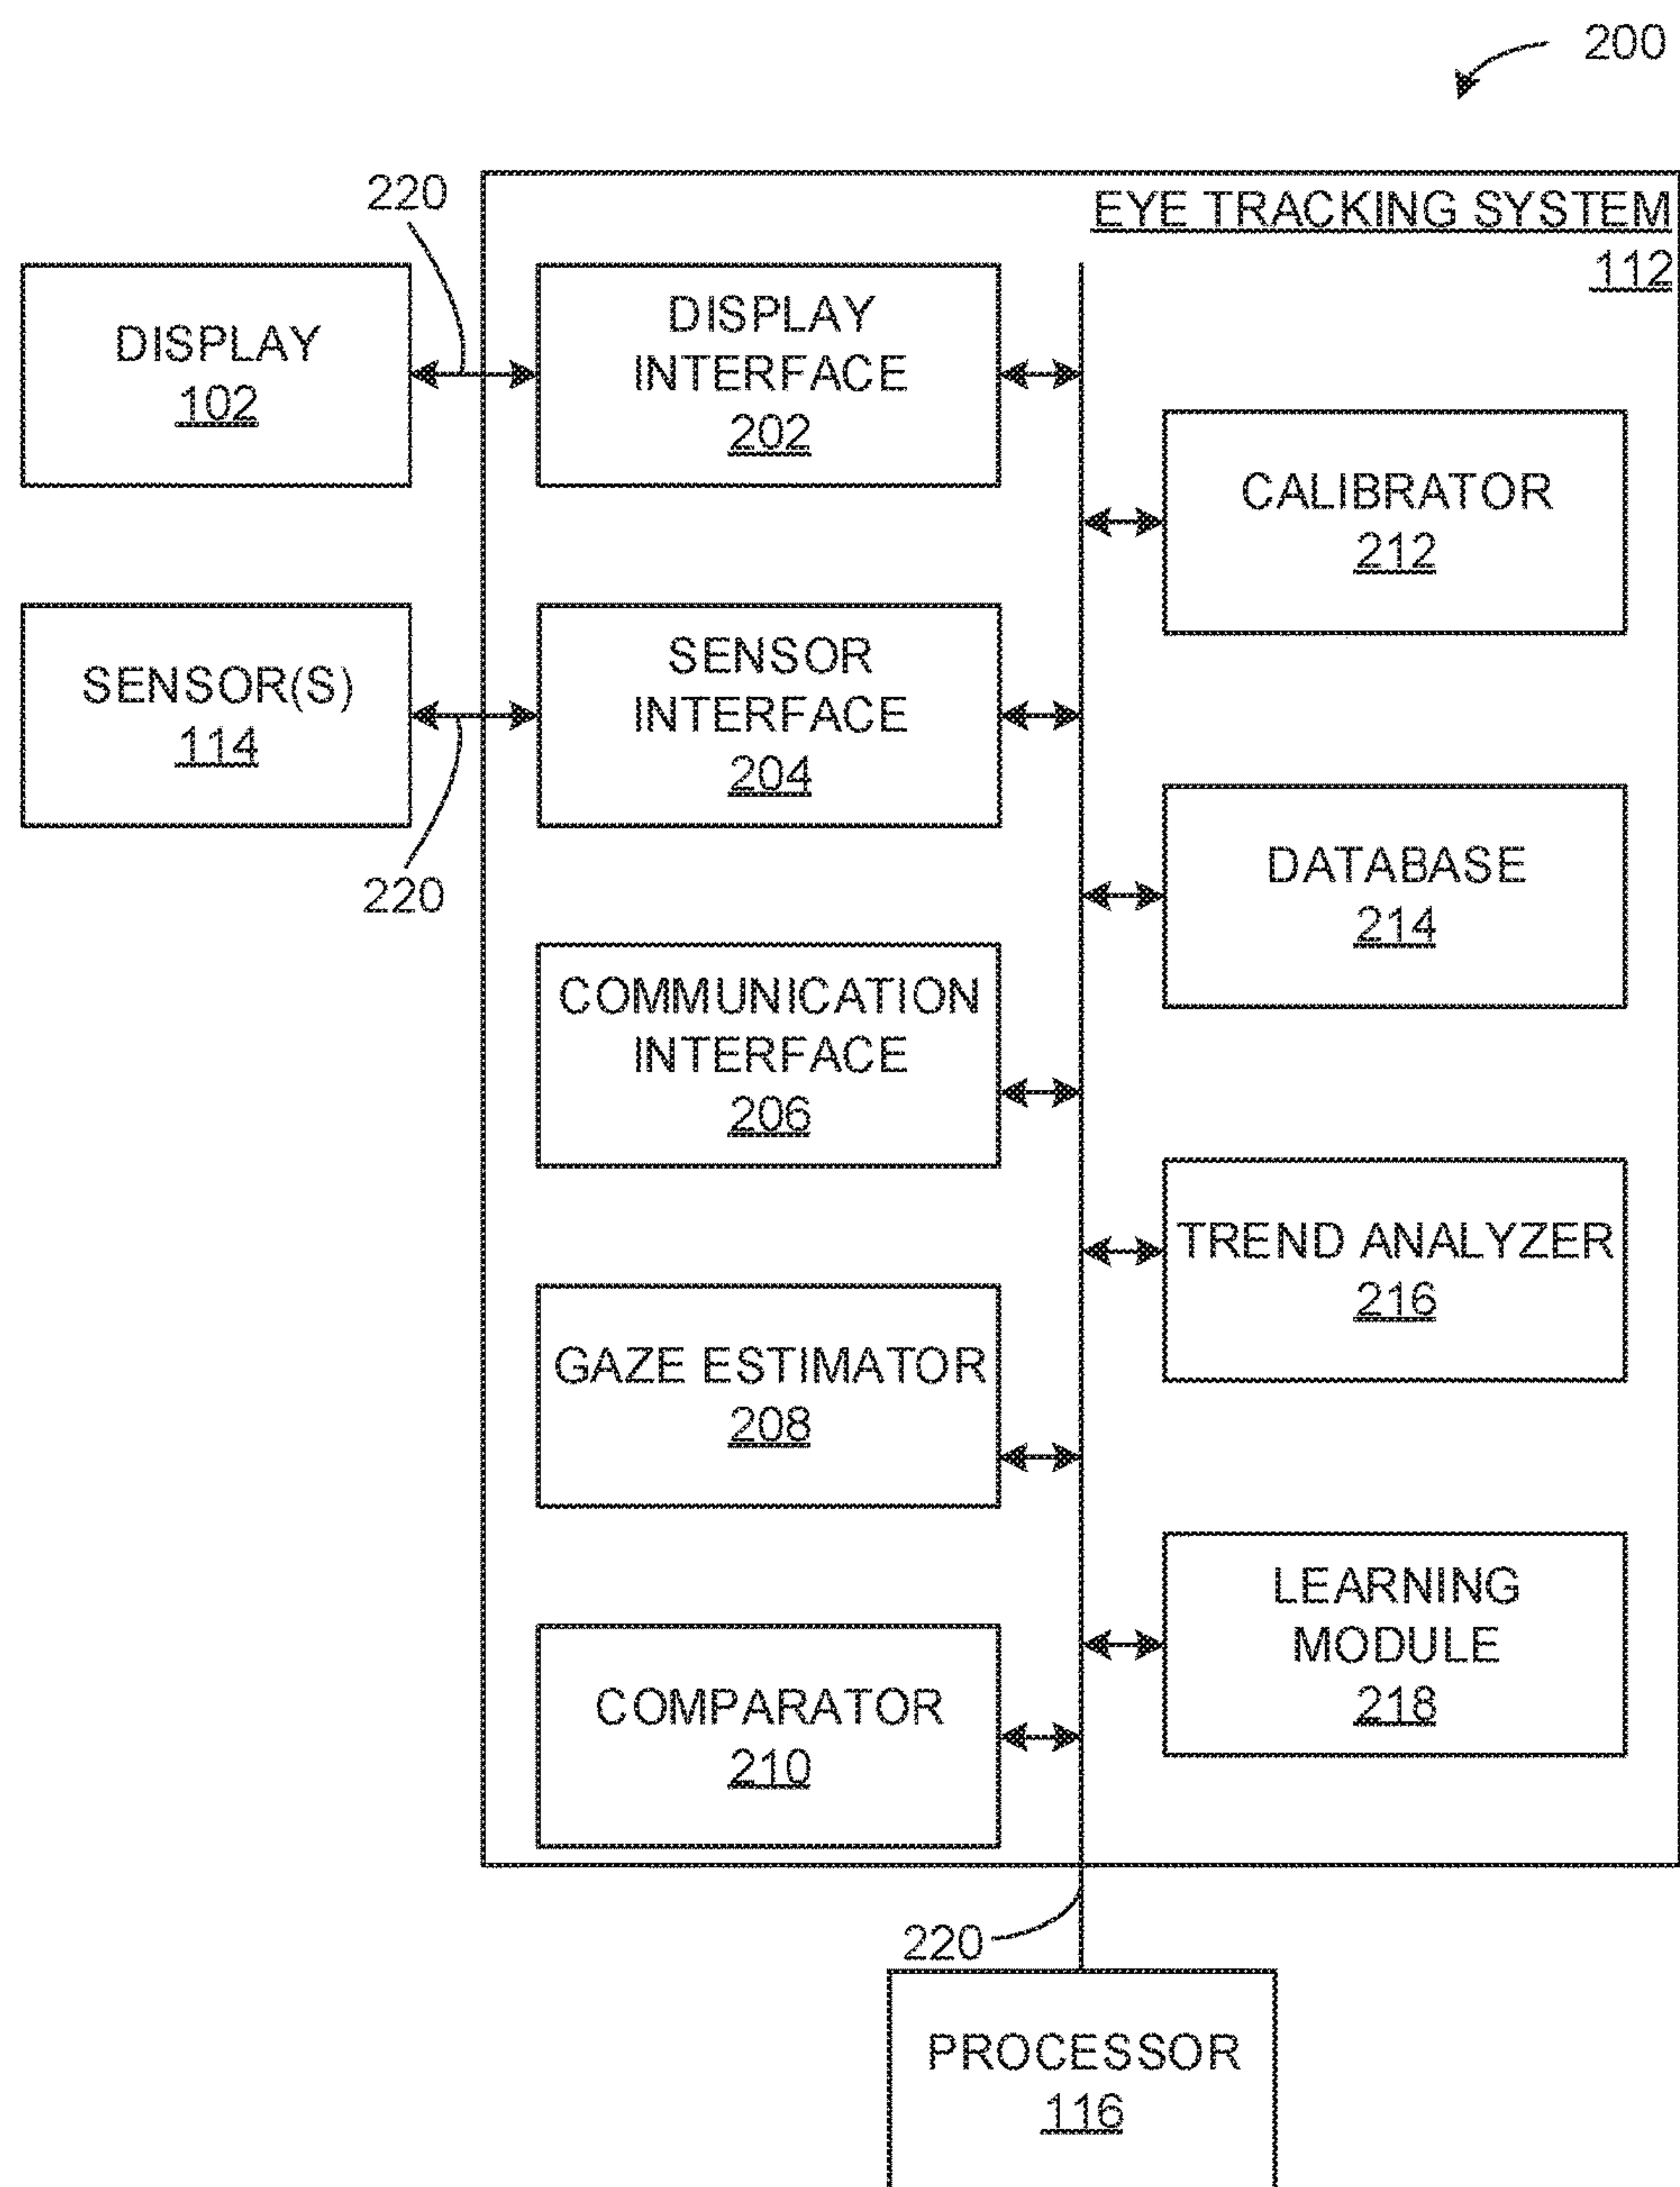 200
220
EYE TRACKING SYSTEM
112
DISPLAY
102
DISPLAY
INTERFACE
202
CALIBRATOR
212
SENSOR(S)
114
SENSOR
INTERFACE
204
220
DATABASE
214
COMMUNICATION
INTERFACE
206
TREND ANALYZER
216
GAZE ESTIMATOR
208
LEARNING
MODULE
218
COMPARATOR
210
220
PROCESSOR
116